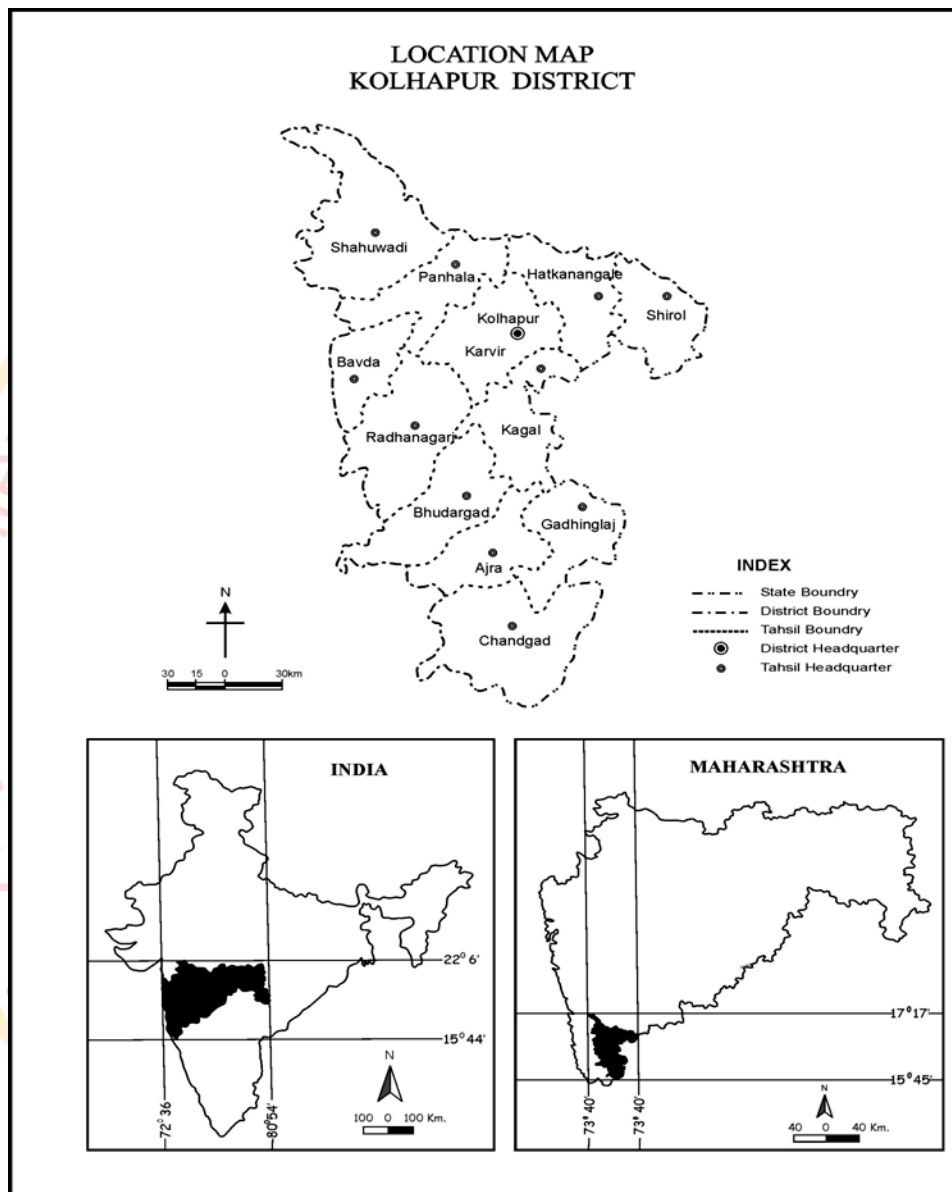 LOCATION MAP
KOLHAPUR DISTRICT
Shahuwadi
Panhala
Hatkanangale
Shirol
Kolhapur
Karvir
Bavda
Radhanagarj
Kagal
Bhudargad
Gadhinglaj
Ajra
Chandgad
N
30 15 0 30km
INDEX
State Boundry
District Boundry
Tahsil Boundry
District Headquarter
Tahsil Headquarter
INDIA
22° 6'
15° 44'
N
100 0 100 Km.
72° 36
80° 54'
MAHARASHTRA
17° 17'
15° 45'
N
40 0 40 Km.
73° 40'
73° 40'